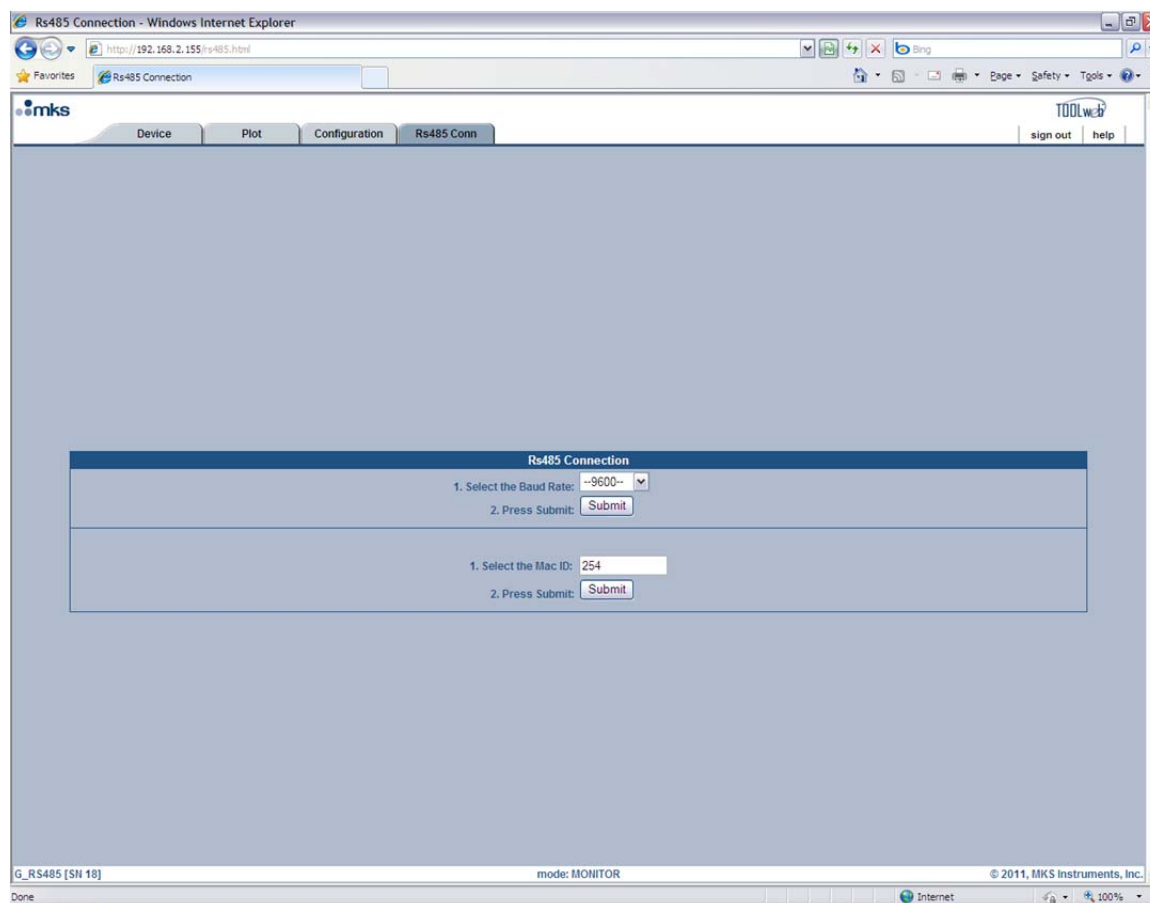 Rs485 Connection - Windows Internet Explorer
http://192.168.2.155/rs485.html
Bing
Favorites
Rs485 Connection
Page Safety Tools
mks
TOOLweb
Device Plot Configuration Rs485 Conn
sign out help
Rs485 Connection
1. Select the Baud Rate: --9600--
2. Press Submit: Submit
1. Select the Mac ID: 254
2. Press Submit: Submit
G_RS485 [SN 18] mode: MONITOR © 2011, MKS Instruments, Inc.
Done Internet 100%